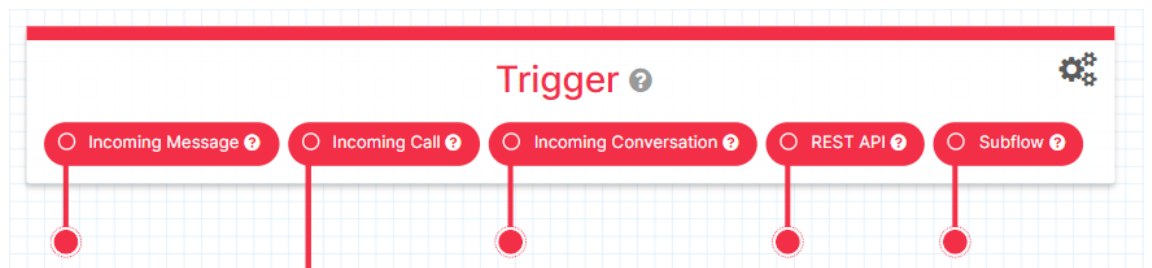 Trigger ?
Incoming Message ? Incoming Call ? Incoming Conversation ? REST API ? Subflow ?